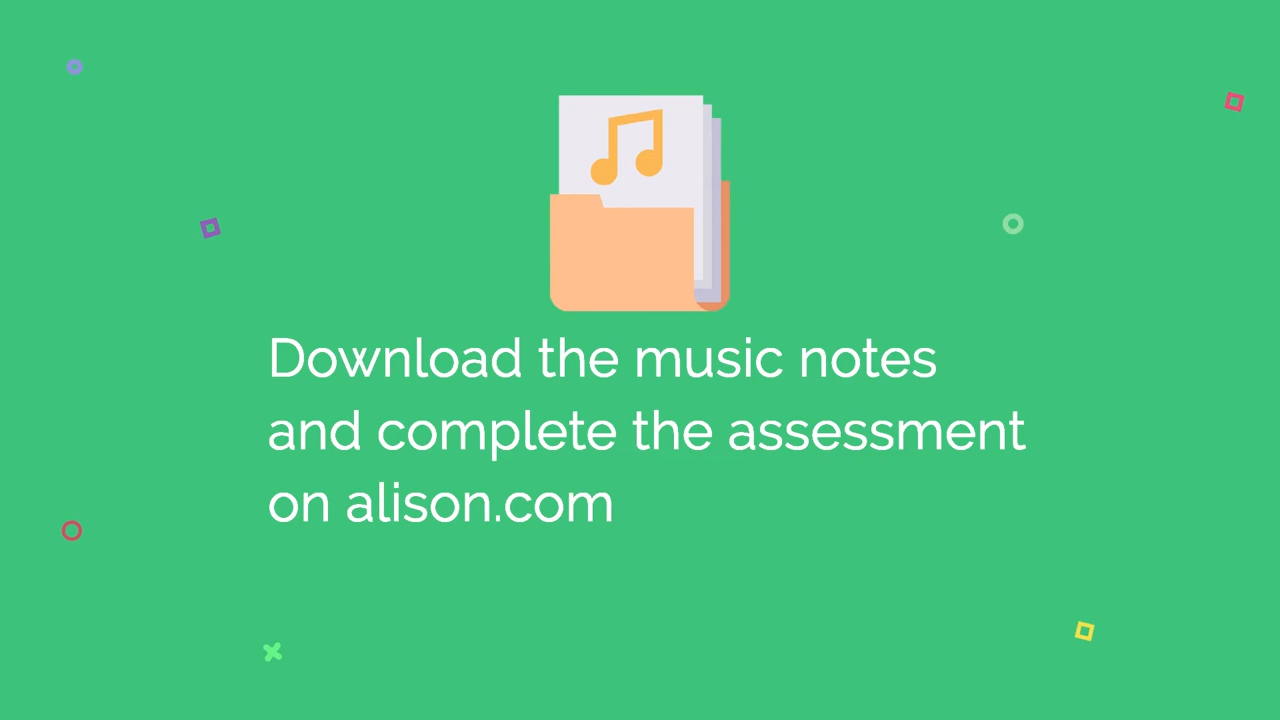 Download the music notes
and complete the assessment
on alison.com